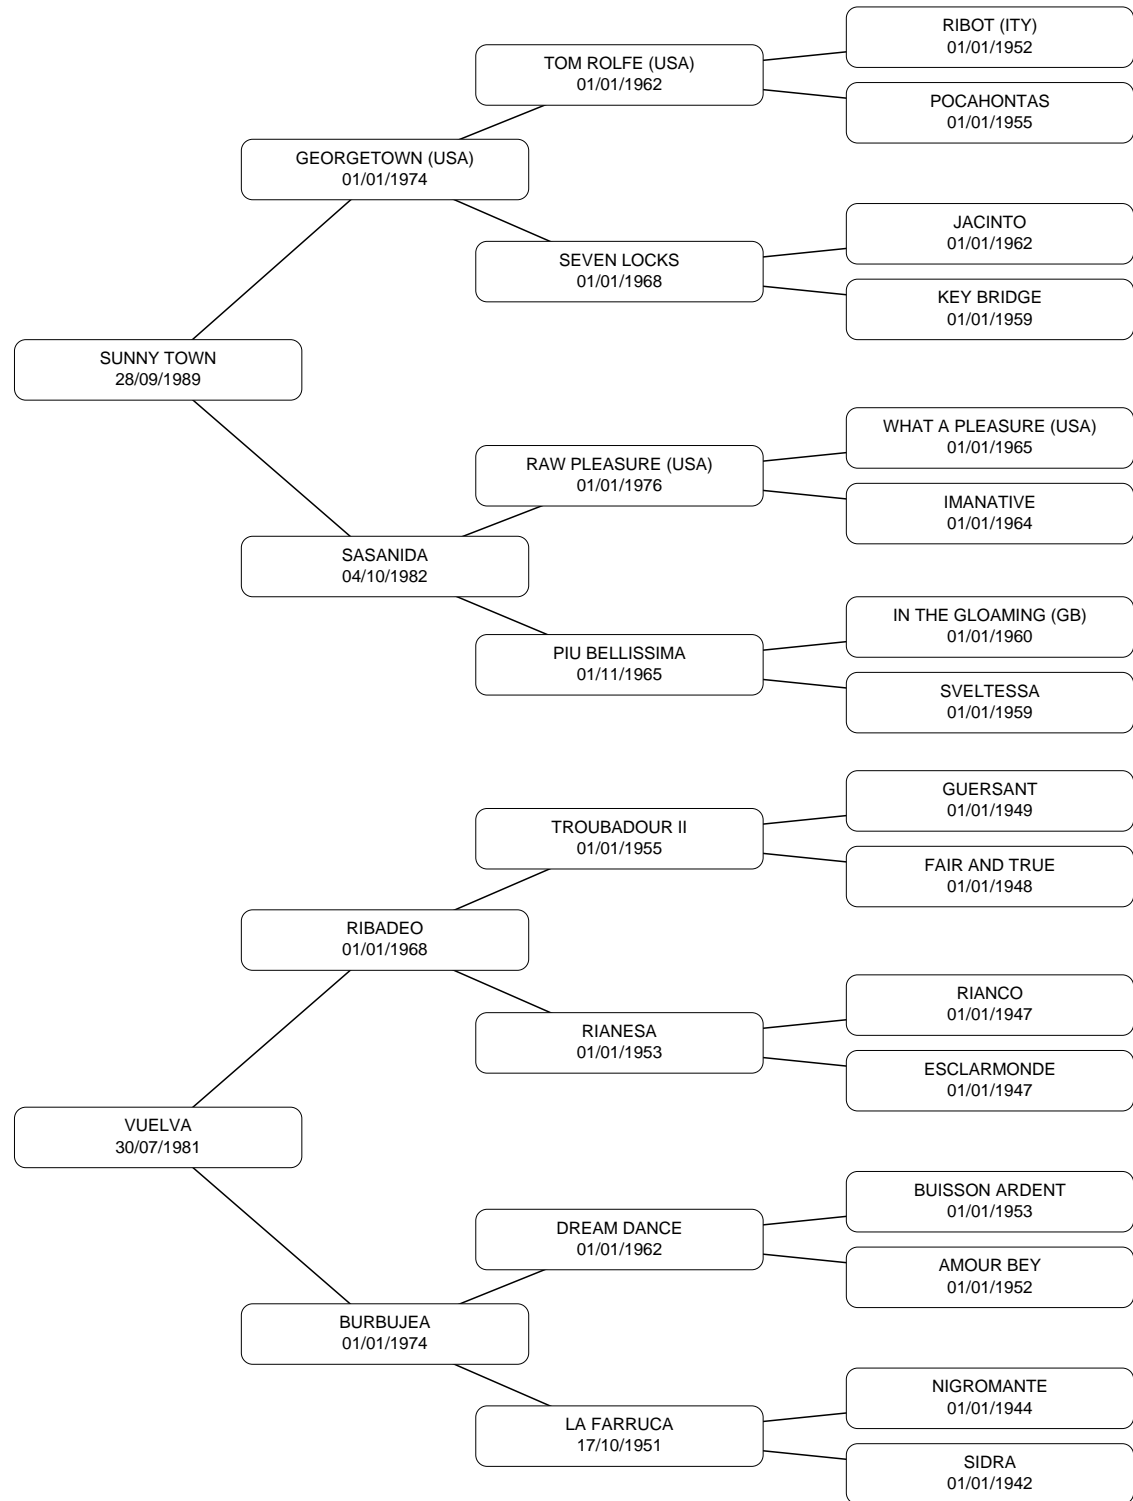 RIBOT (ITY)
01/01/1952
TOM ROLFE (USA)
01/01/1962
POCAHONTAS
01/01/1955
GEORGETOWN (USA)
01/01/1974
JACINTO
01/01/1962
SEVEN LOCKS
01/01/1968
KEY BRIDGE
01/01/1959
SUNNY TOWN
28/09/1989
WHAT A PLEASURE (USA)
01/01/1965
RAW PLEASURE (USA)
01/01/1976
IMANATIVE
01/01/1964
SASANIDA
04/10/1982
IN THE GLOAMING (GB)
01/01/1960
PIU BELLISSIMA
01/11/1965
SVELTESSA
01/01/1959
GUERSANT
01/01/1949
TROUBADOUR II
01/01/1955
FAIR AND TRUE
01/01/1948
RIBADEO
01/01/1968
RIANCO
01/01/1947
RIANESA
01/01/1953
ESCLARMONDE
01/01/1947
VUELVA
30/07/1981
BUISSON ARDENT
01/01/1953
DREAM DANCE
01/01/1962
AMOUR BEY
01/01/1952
BURBUJEA
01/01/1974
NIGROMANTE
01/01/1944
LA FARRUCA
17/10/1951
SIDRA
01/01/1942